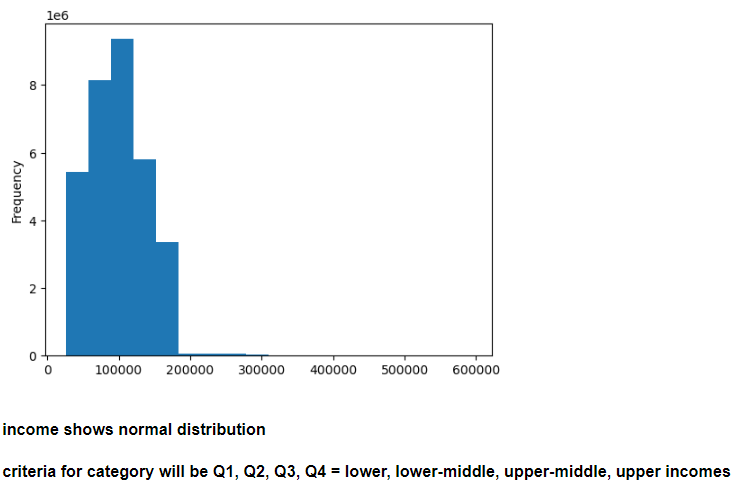 1e6
8
6
4
2
0
Frequency
0 100000 200000 300000 400000 500000 600000
income shows normal distribution
criteria for category will be Q1, Q2, Q3, Q4 = lower, lower-middle, upper-middle, upper incomes